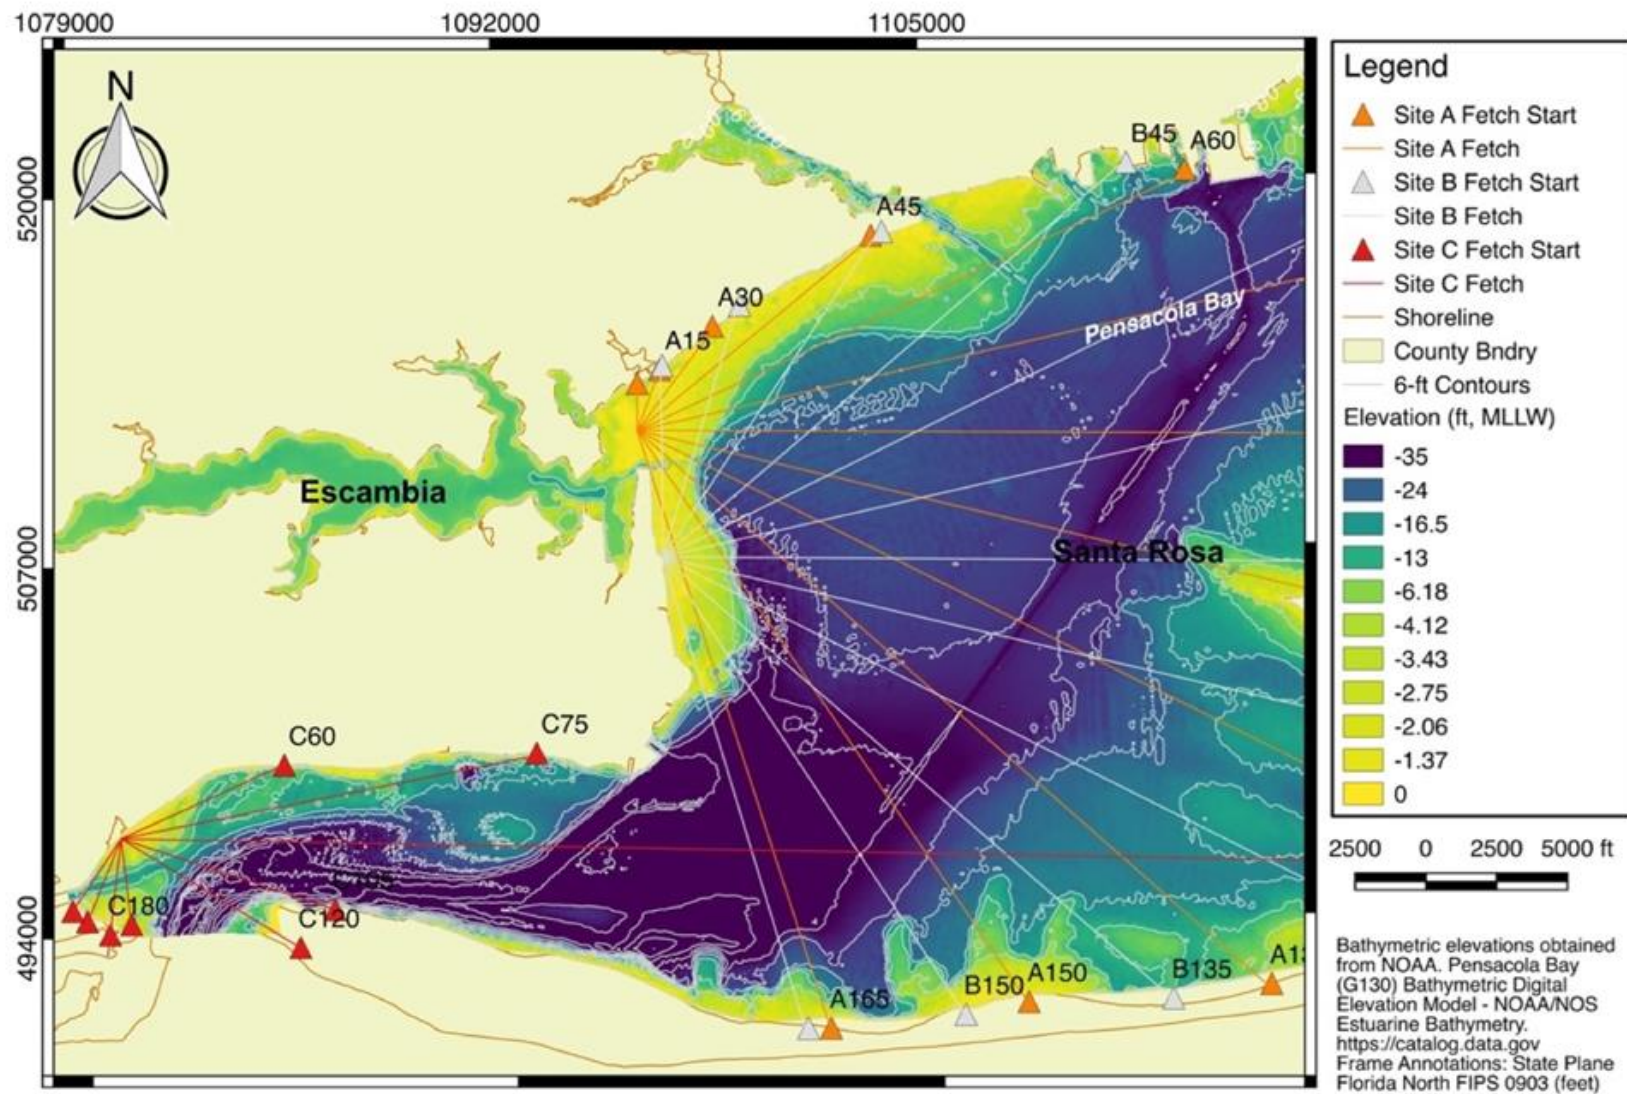 1079000
1092000
1105000
N
520000
507000
494000
B45
A60
A45
A30
A15
Pensacola Bay
Escambia
Santa Rosa
C60
C75
C180
C120
A165
B150
A150
B135
A13
Legend
Site A Fetch Start
Site A Fetch
Site B Fetch Start
Site B Fetch
Site C Fetch Start
Site C Fetch
Shoreline
County Bndry
6-ft Contours
Elevation (ft, MLLW)
-35
-24
-16.5
-13
-6.18
-4.12
-3.43
-2.75
-2.06
-1.37
0
2500 0 2500 5000 ft
Bathymetric elevations obtained
from NOAA. Pensacola Bay
(G130) Bathymetric Digital
Elevation Model - NOAA/NOS
Estuarine Bathymetry.
https://catalog.data.gov
Frame Annotations: State Plane
Florida North FIPS 0903 (feet)